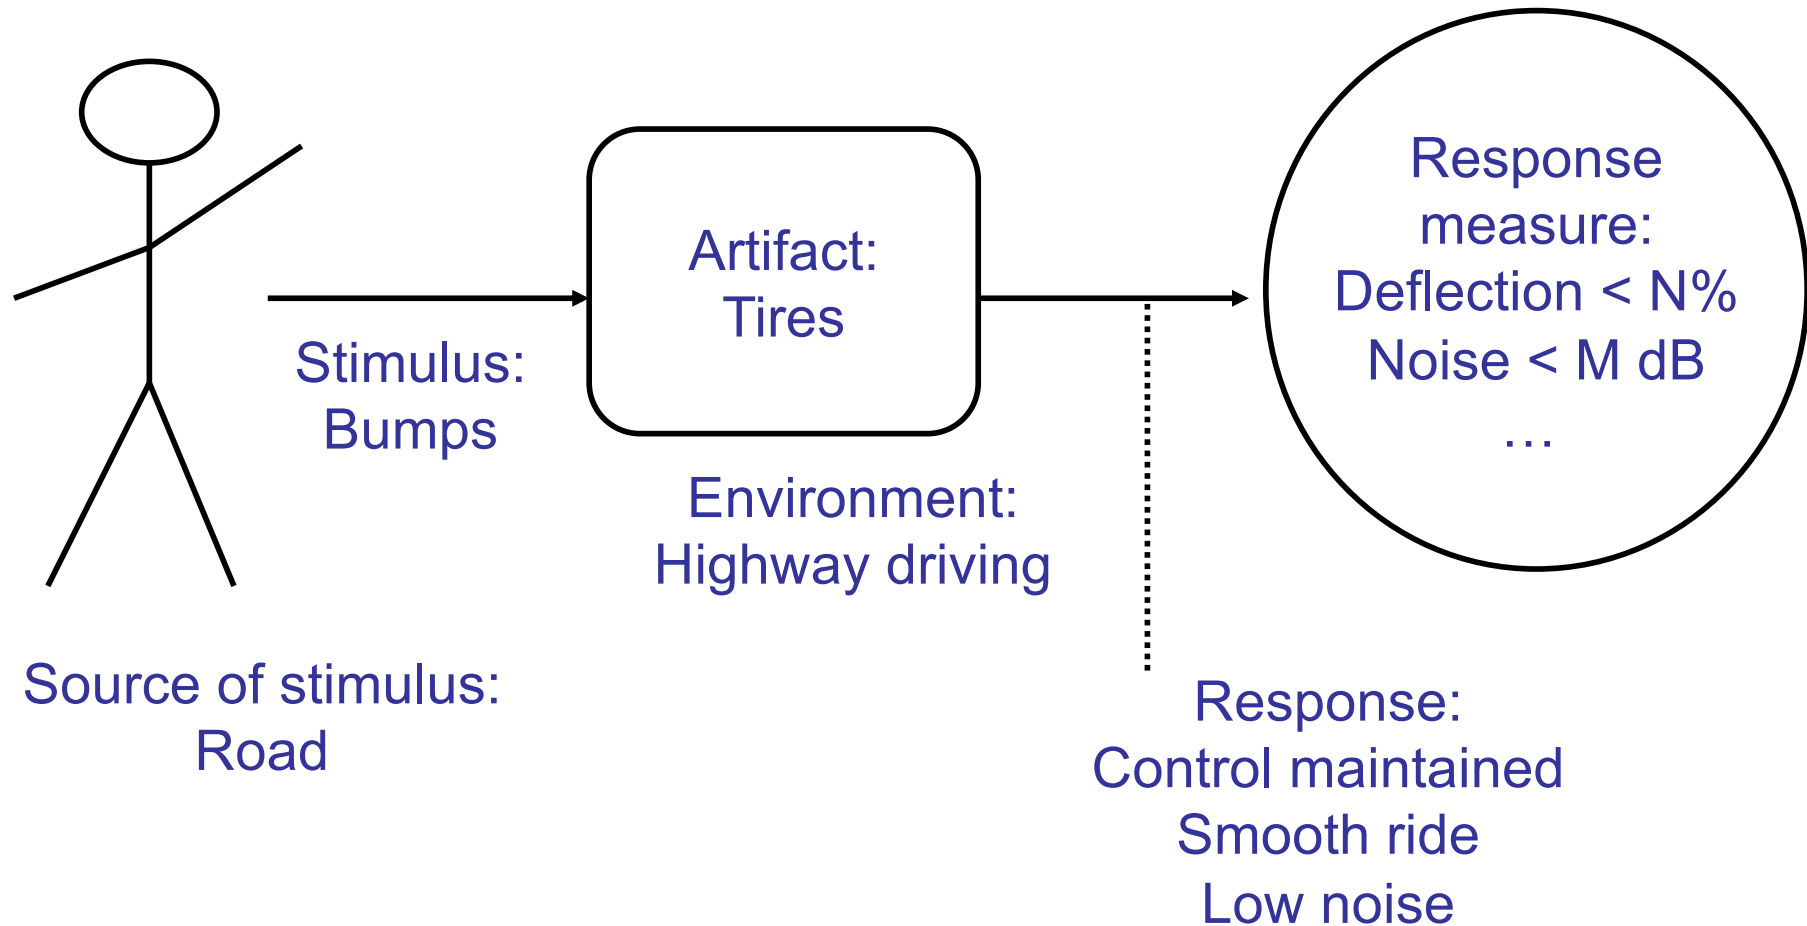 Source of stimulus:
Road
Stimulus:
Bumps
Artifact:
Tires
Environment:
Highway driving
Response:
Control maintained
Smooth ride
Low noise
Response
measure:
Deflection < N%
Noise < M dB
…